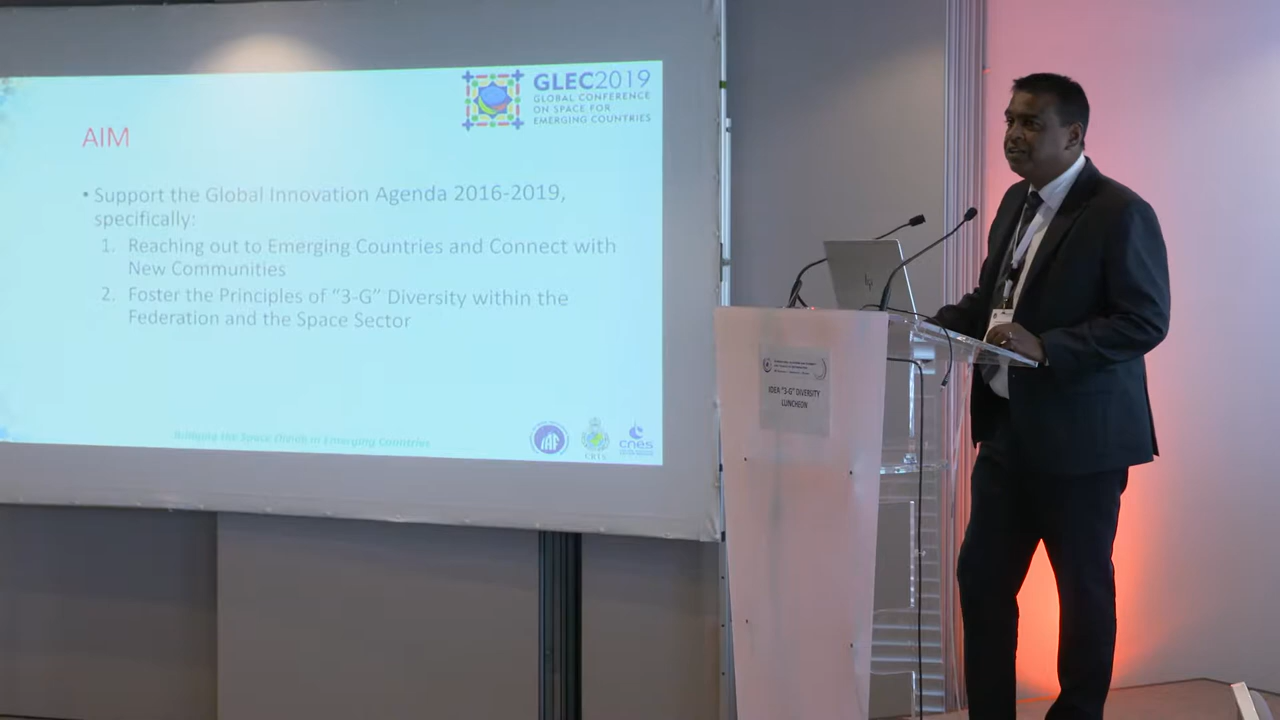 GLEC2019
GLOBAL CONFERENCE
ON SPACE FOR
EMERGING COUNTRIES
AIM
• Support the Global Innovation Agenda 2016-2019,
specifically:
1. Reaching out to Emerging Countries and Connect with
New Communities
2. Foster the Principles of “3-G” Diversity within the
Federation and the Space Sector
Bridging the Space Divide in Emerging Countries
IAF
cnes
IDEA "3-G" DIVERSITY
LUNCHEON